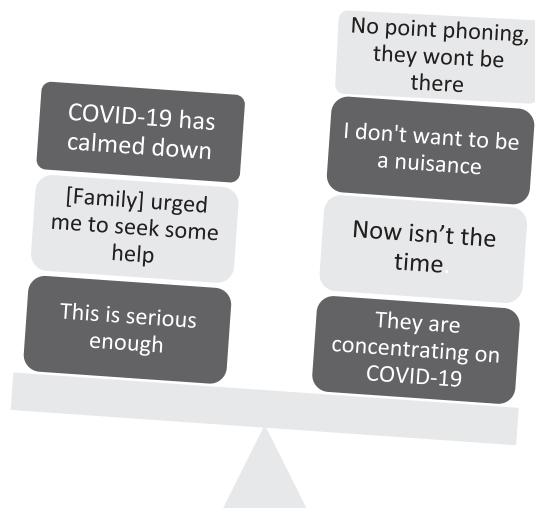 COVID-19 has
calmed down
[Family] urged
me to seek some
help
This is serious
enough
No point phoning,
they wont be
there
I don't want to be
a nuisance
Now isn’t the
time
They are
concentrating on
COVID-19